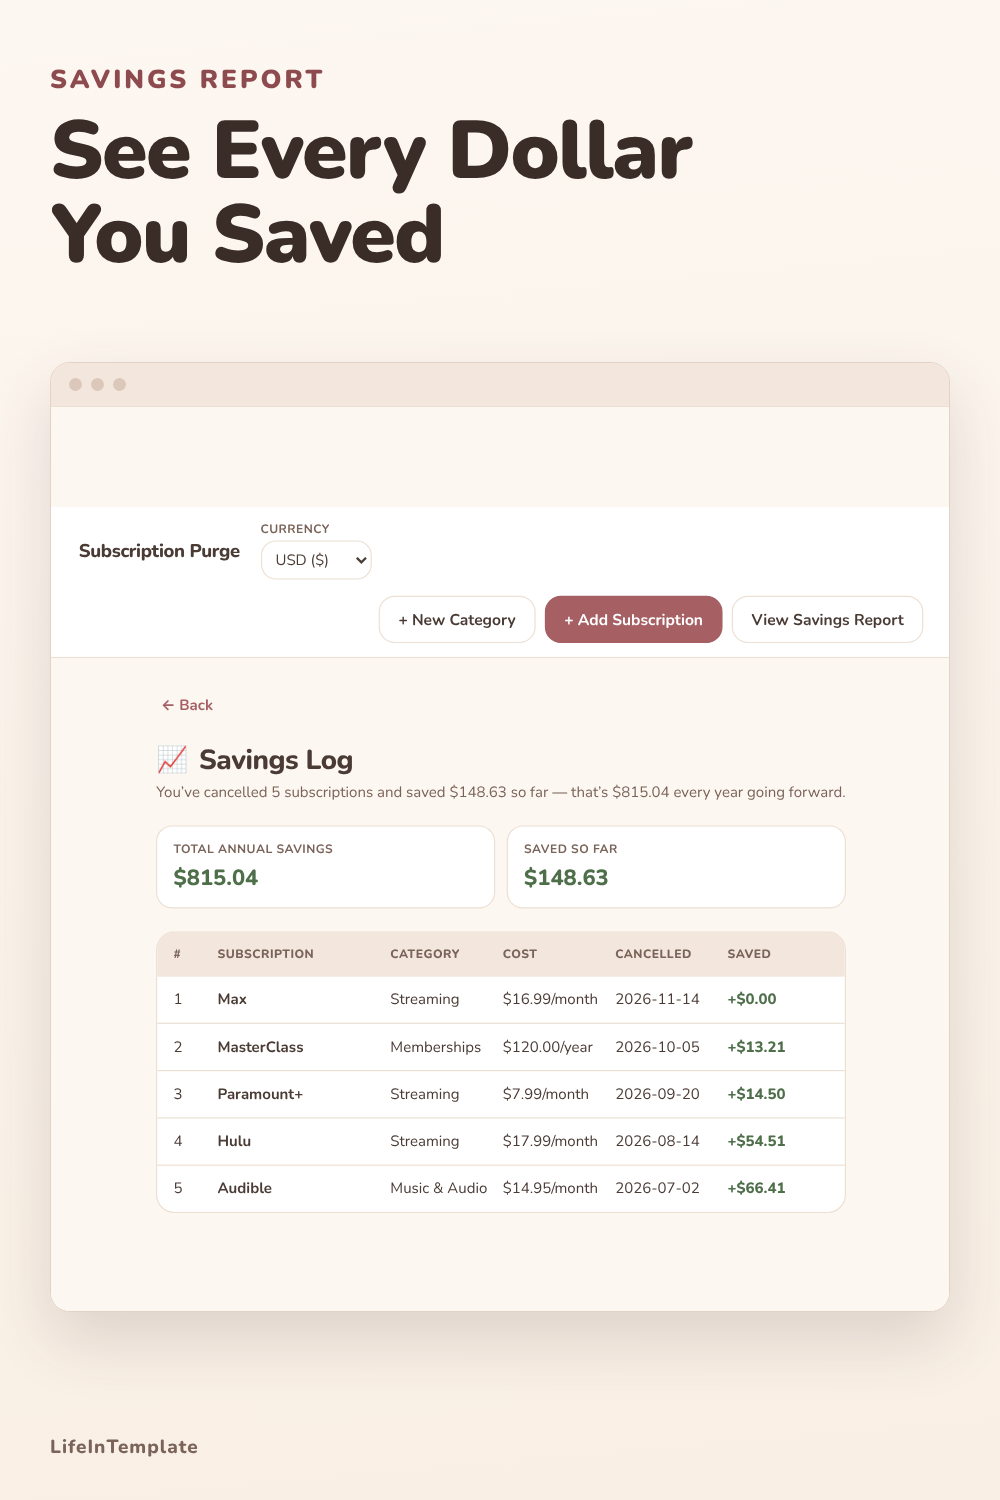 SAVINGS REPORT
See Every Dollar
You Saved
Subscription Purge
CURRENCY
USD ($)
+ New Category
+ Add Subscription
View Savings Report
← Back
📈 Savings Log
You've cancelled 5 subscriptions and saved $148.63 so far — that's $815.04 every year going forward.
TOTAL ANNUAL SAVINGS
$815.04
SAVED SO FAR
$148.63
# SUBSCRIPTION CATEGORY COST CANCELLED SAVED
1 Max Streaming $16.99/month 2026-11-14 +$0.00
2 MasterClass Memberships $120.00/year 2026-10-05 +$13.21
3 Paramount+ Streaming $7.99/month 2026-09-20 +$14.50
4 Hulu Streaming $17.99/month 2026-08-14 +$54.51
5 Audible Music & Audio $14.95/month 2026-07-02 +$66.41
LifeInTemplate